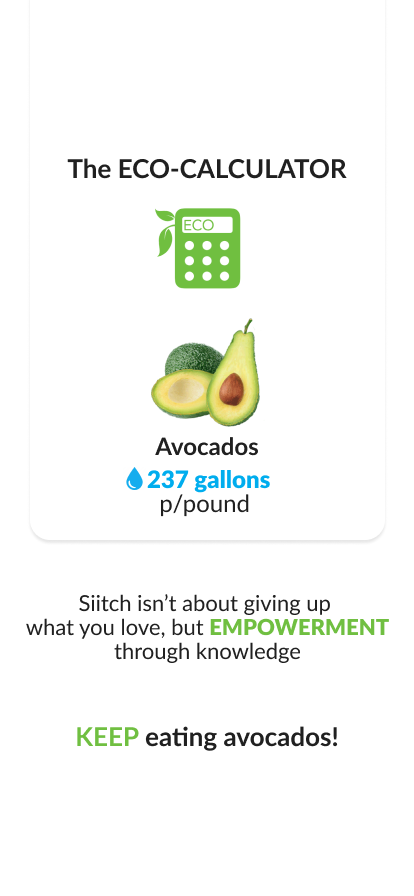 The ECO-CALCULATOR
ECO
Avocados
237 gallons
p/pound
Siitch isn't about giving up
what you love, but EMPOWERMENT
through knowledge
KEEP eating avocados!